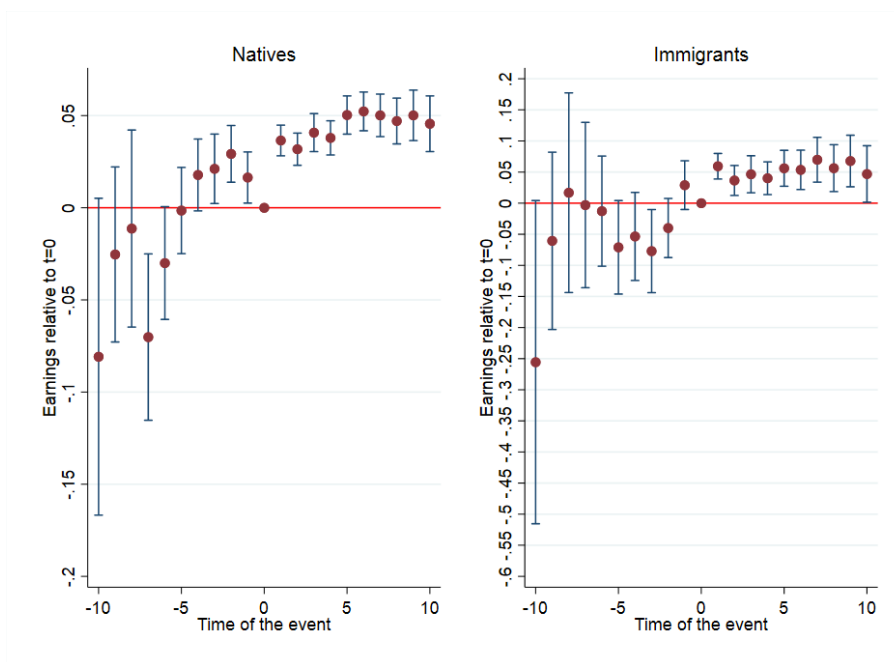 Natives
Earnings relative to t=0
.05
0
-.05
-.1
-.15
-.2
-10 -5 0 5 10
Time of the event
Immigrants
Earnings relative to t=0
.2
.15
.1
.05
0
-.05
-.1
-.15
-.2
-.25
-.3
-.35
-.4
-.45
-.5
-.55
-.6
-10 -5 0 5 10
Time of the event